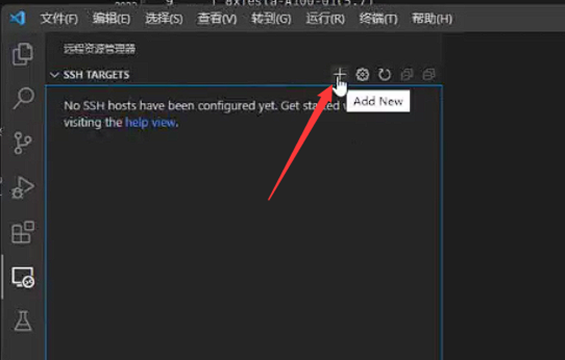 文件(F) 编辑(E) 选择(S) 查看(V) 转到(G) 运行(R) 终端(T) 帮助(H)
远程资源管理器
SSH TARGETS
Add New
No SSH hosts have been configured yet. Get started
visiting the help view.